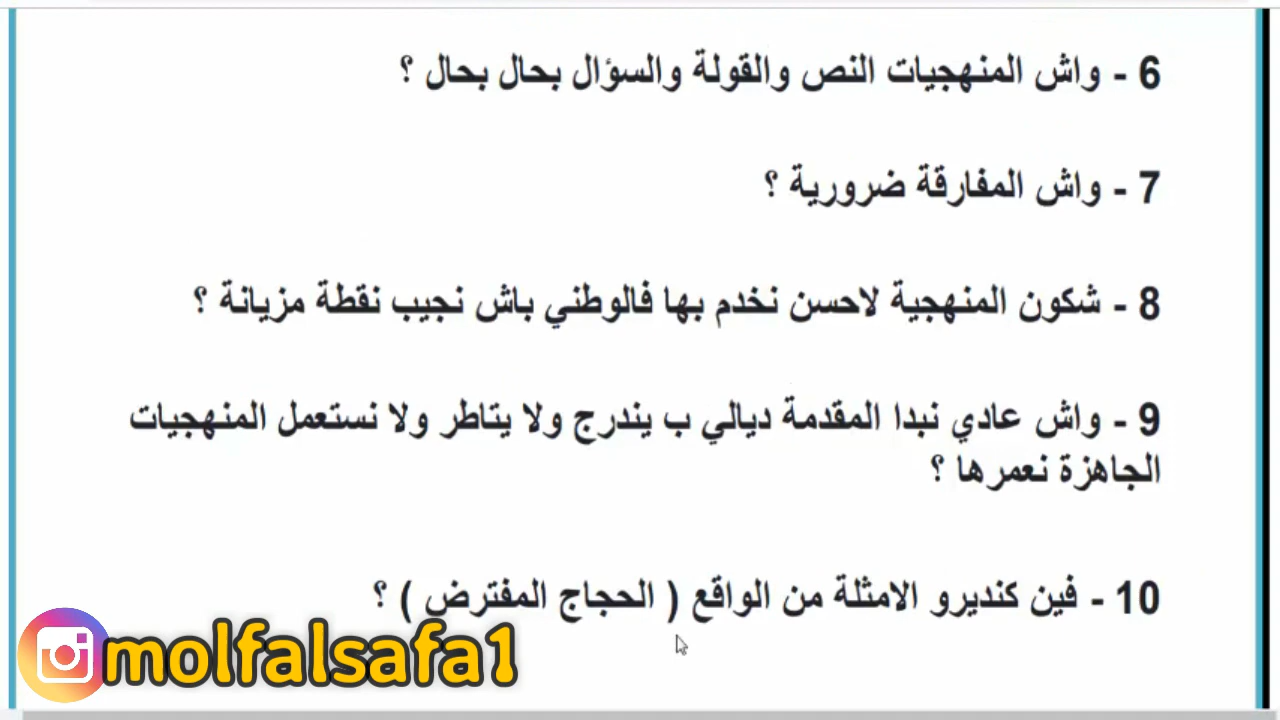 6 - واش المنهجيات النص والقولة والسؤال بحال بحال ؟
7 - واش المفارقة ضرورية ؟
8 - شكون المنهجية لاحسن نخدم بها فالوطني باش نجيب نقطة مزيانة ؟
9 - واش عادي نبدا المقدمة ديالي ب يندرج ولا يتاطر ولا نستعمل المنهجيات
الجاهزة نعمرها ؟
10 - فين كنديرو الامثلة من الواقع ( الحجاج المفترض ) ؟
molfalsafa1